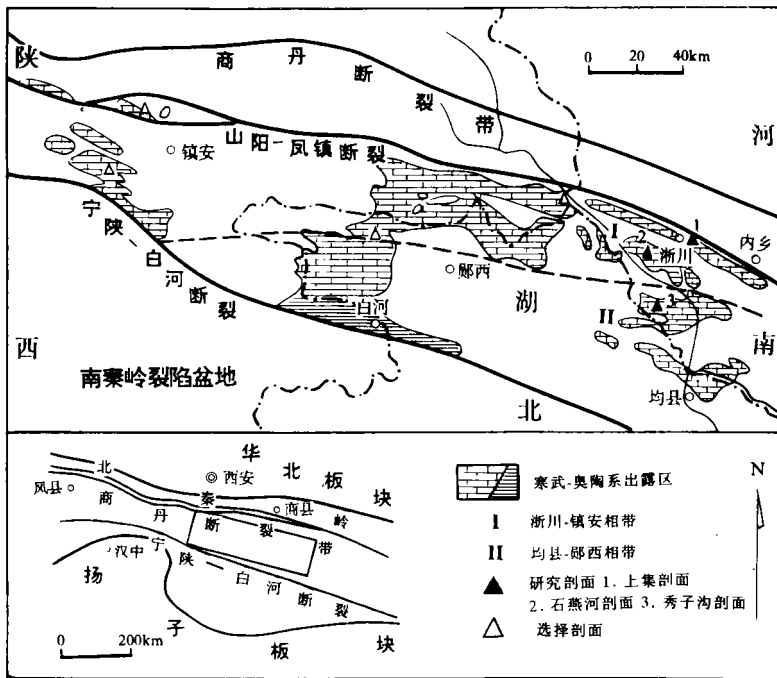 陕
西
河
南
湖
北
商丹断裂带
山阳-凤镇断裂
宁陕-白河断裂
镇安
郧西
白河
淅川
内乡
均县
I
II
1
2
3
0 20 40km
南秦岭裂陷盆地
华北板块
北秦岭
商丹断裂带
宁陕-白河断裂
扬子板块
凤县
西安
商县
汉中
0 200km
N
寒武-奥陶系出露区
I 淅川-镇安相带
II 均县-郧西相带
研究剖面 1. 上集剖面
2. 石燕河剖面 3. 秀子沟剖面
选择剖面